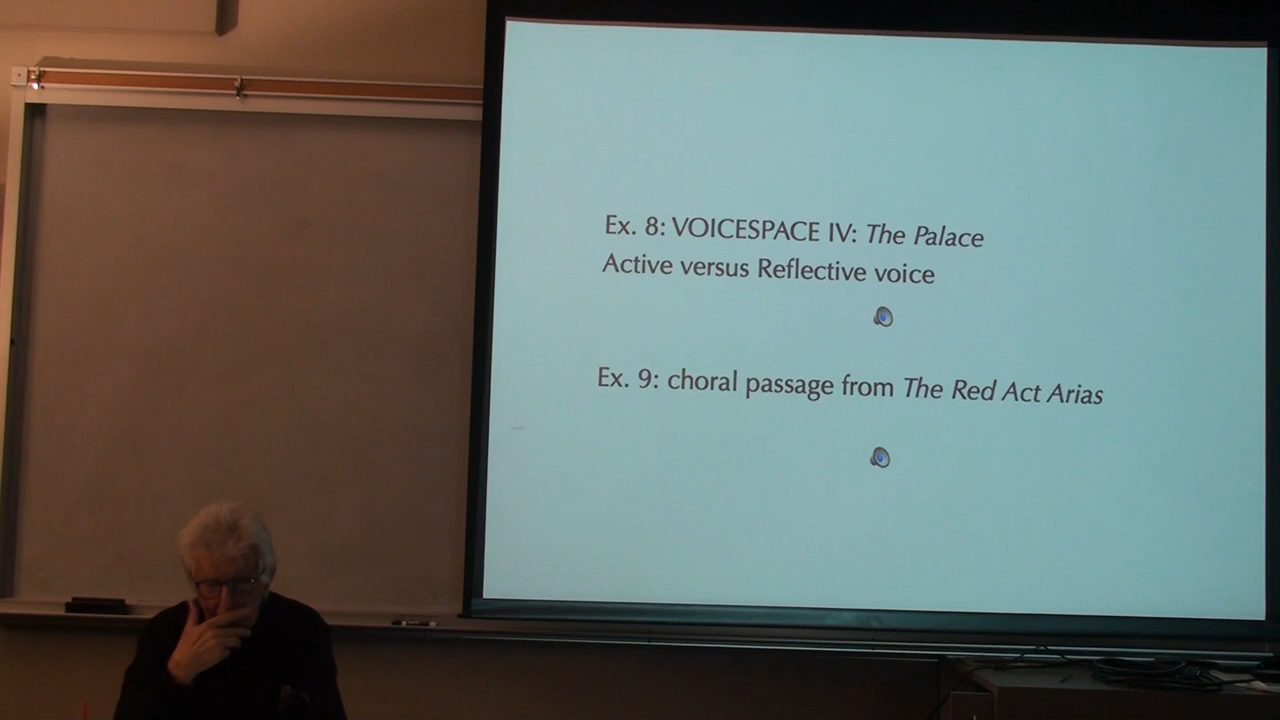 Ex. 8: VOICESPACE IV: The Palace
Active versus Reflective voice
Ex. 9: choral passage from The Red Act Arias